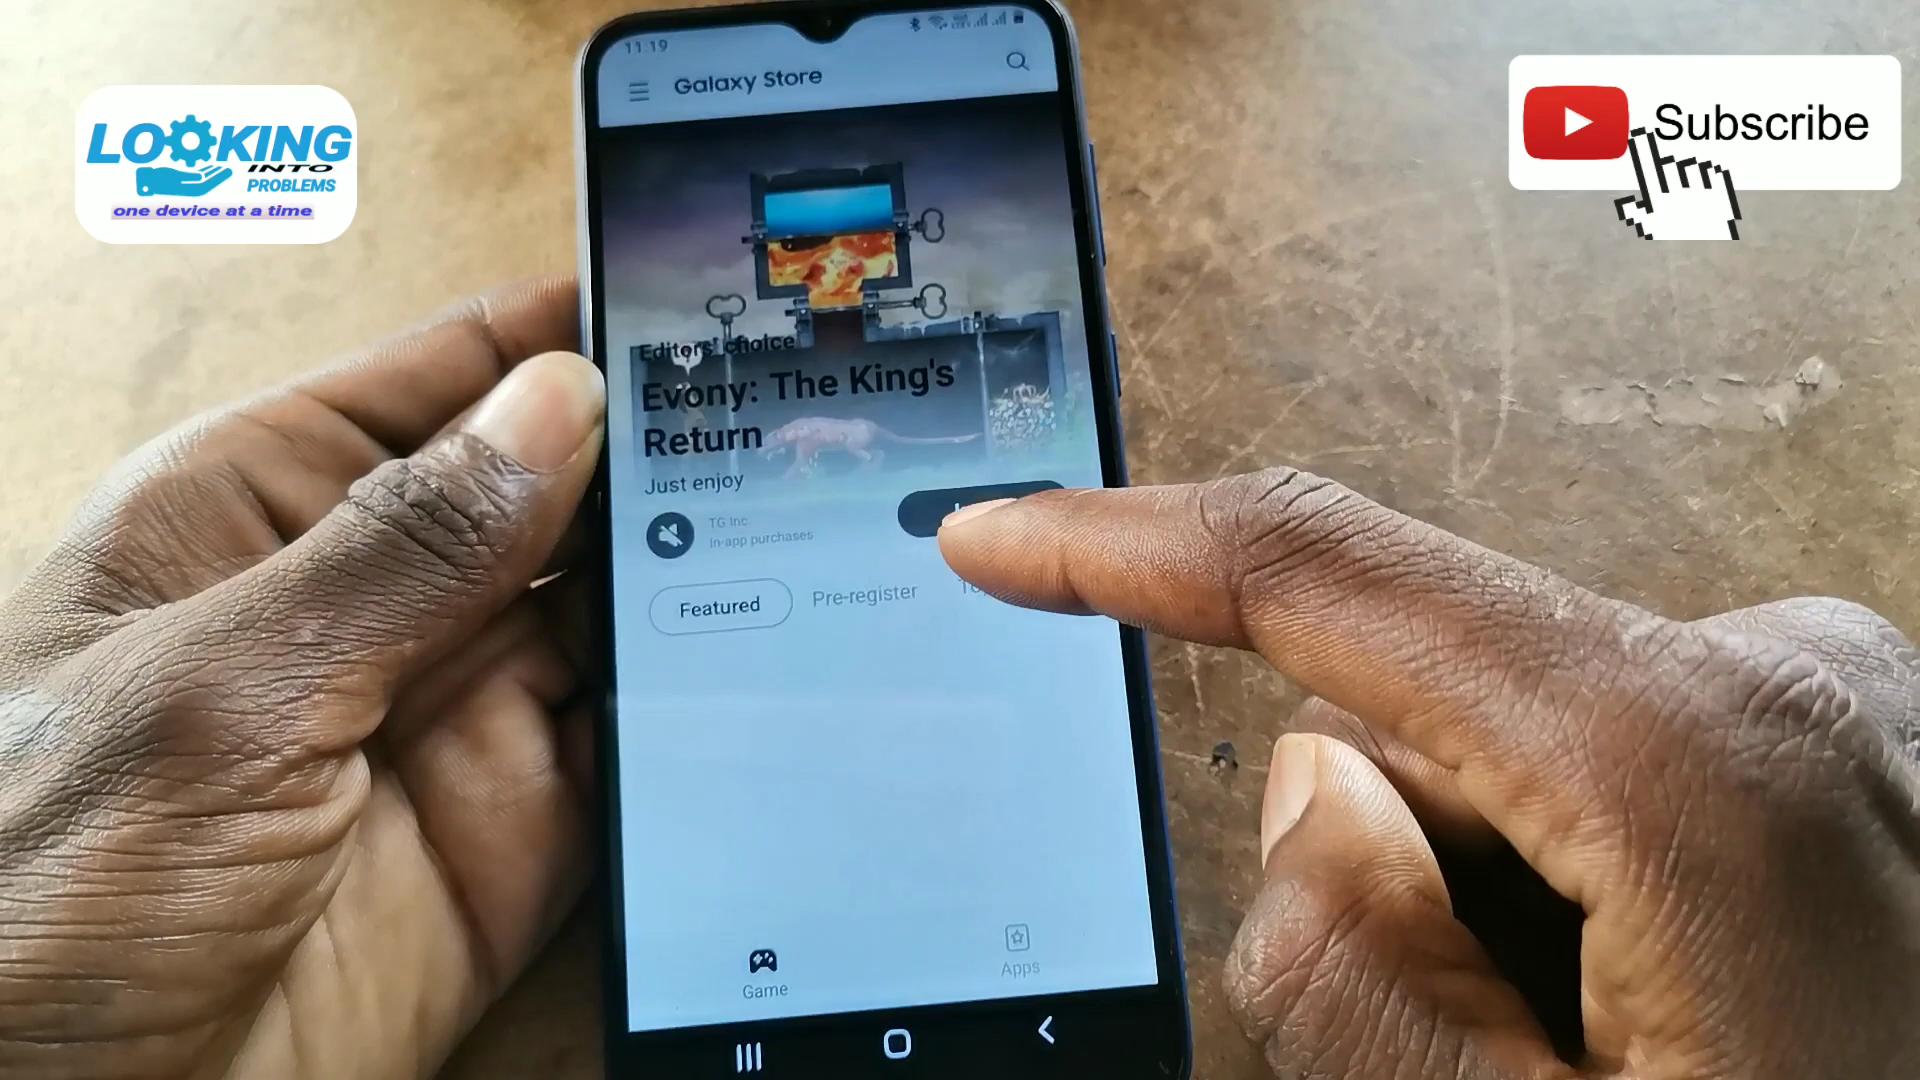 LOOKING
INTO
PROBLEMS
one device at a time
Subscribe
11.19
Galaxy Store
Editors' choice
Evony: The King's
Return
Just enjoy
TG Inc.
In-app purchases
Featured
Pre-register
Game
Apps